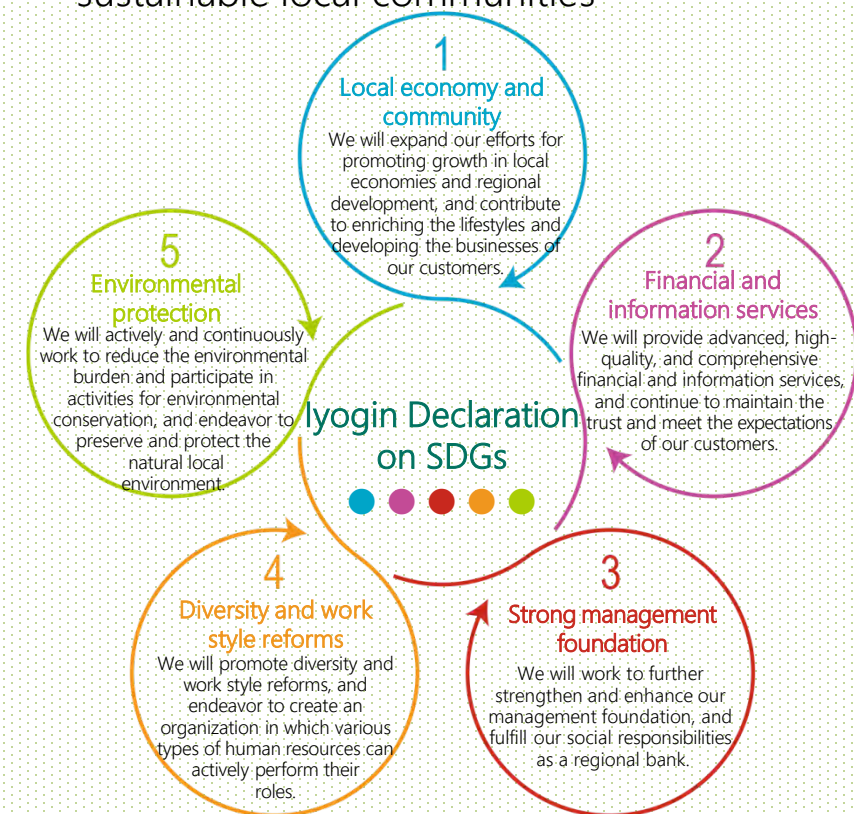 sustainable local communities
1
Local economy and
community
We will expand our efforts for
promoting growth in local
economies and regional
development, and contribute
to enriching the lifestyles and
developing the businesses of
our customers.
2
Financial and
information services
We will provide advanced, high-
quality, and comprehensive
financial and information services,
and continue to maintain the
trust and meet the expectations
of our customers.
3
Strong management
foundation
We will work to further
strengthen and enhance our
management foundation, and
fulfill our social responsibilities
as a regional bank.
4
Diversity and work
style reforms
We will promote diversity and
work style reforms, and
endeavor to create an
organization in which various
types of human resources can
actively perform their
roles.
5
Environmental
protection
We will actively and continuously
work to reduce the environmental
burden and participate in
activities for environmental
conservation, and endeavor to
preserve and protect the
natural local
environment.
Iyogin Declaration
on SDGs